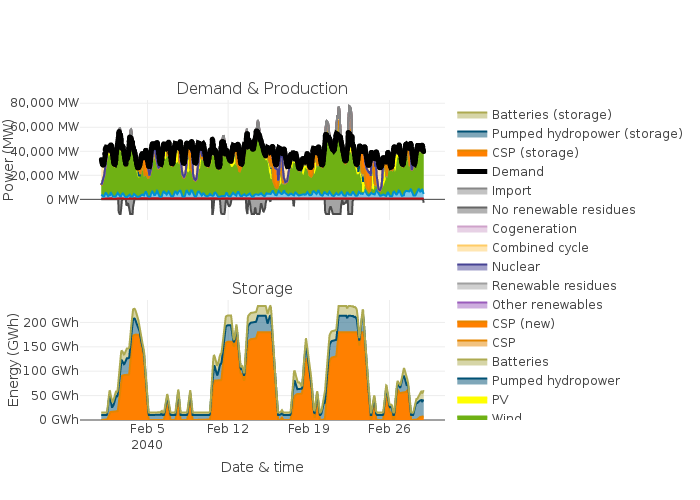 Demand & Production
80,000 MW
60,000 MW
40,000 MW
20,000 MW
0 MW
Power (MW)
Storage
200 GWh
150 GWh
100 GWh
50 GWh
0 GWh
Energy (GWh)
Feb 5
2040
Feb 12
Feb 19
Feb 26
Date & time
Batteries (storage)
Pumped hydropower (storage)
CSP (storage)
Demand
Import
No renewable residues
Cogeneration
Combined cycle
Nuclear
Renewable residues
Other renewables
CSP (new)
CSP
Batteries
Pumped hydropower
PV
Wind